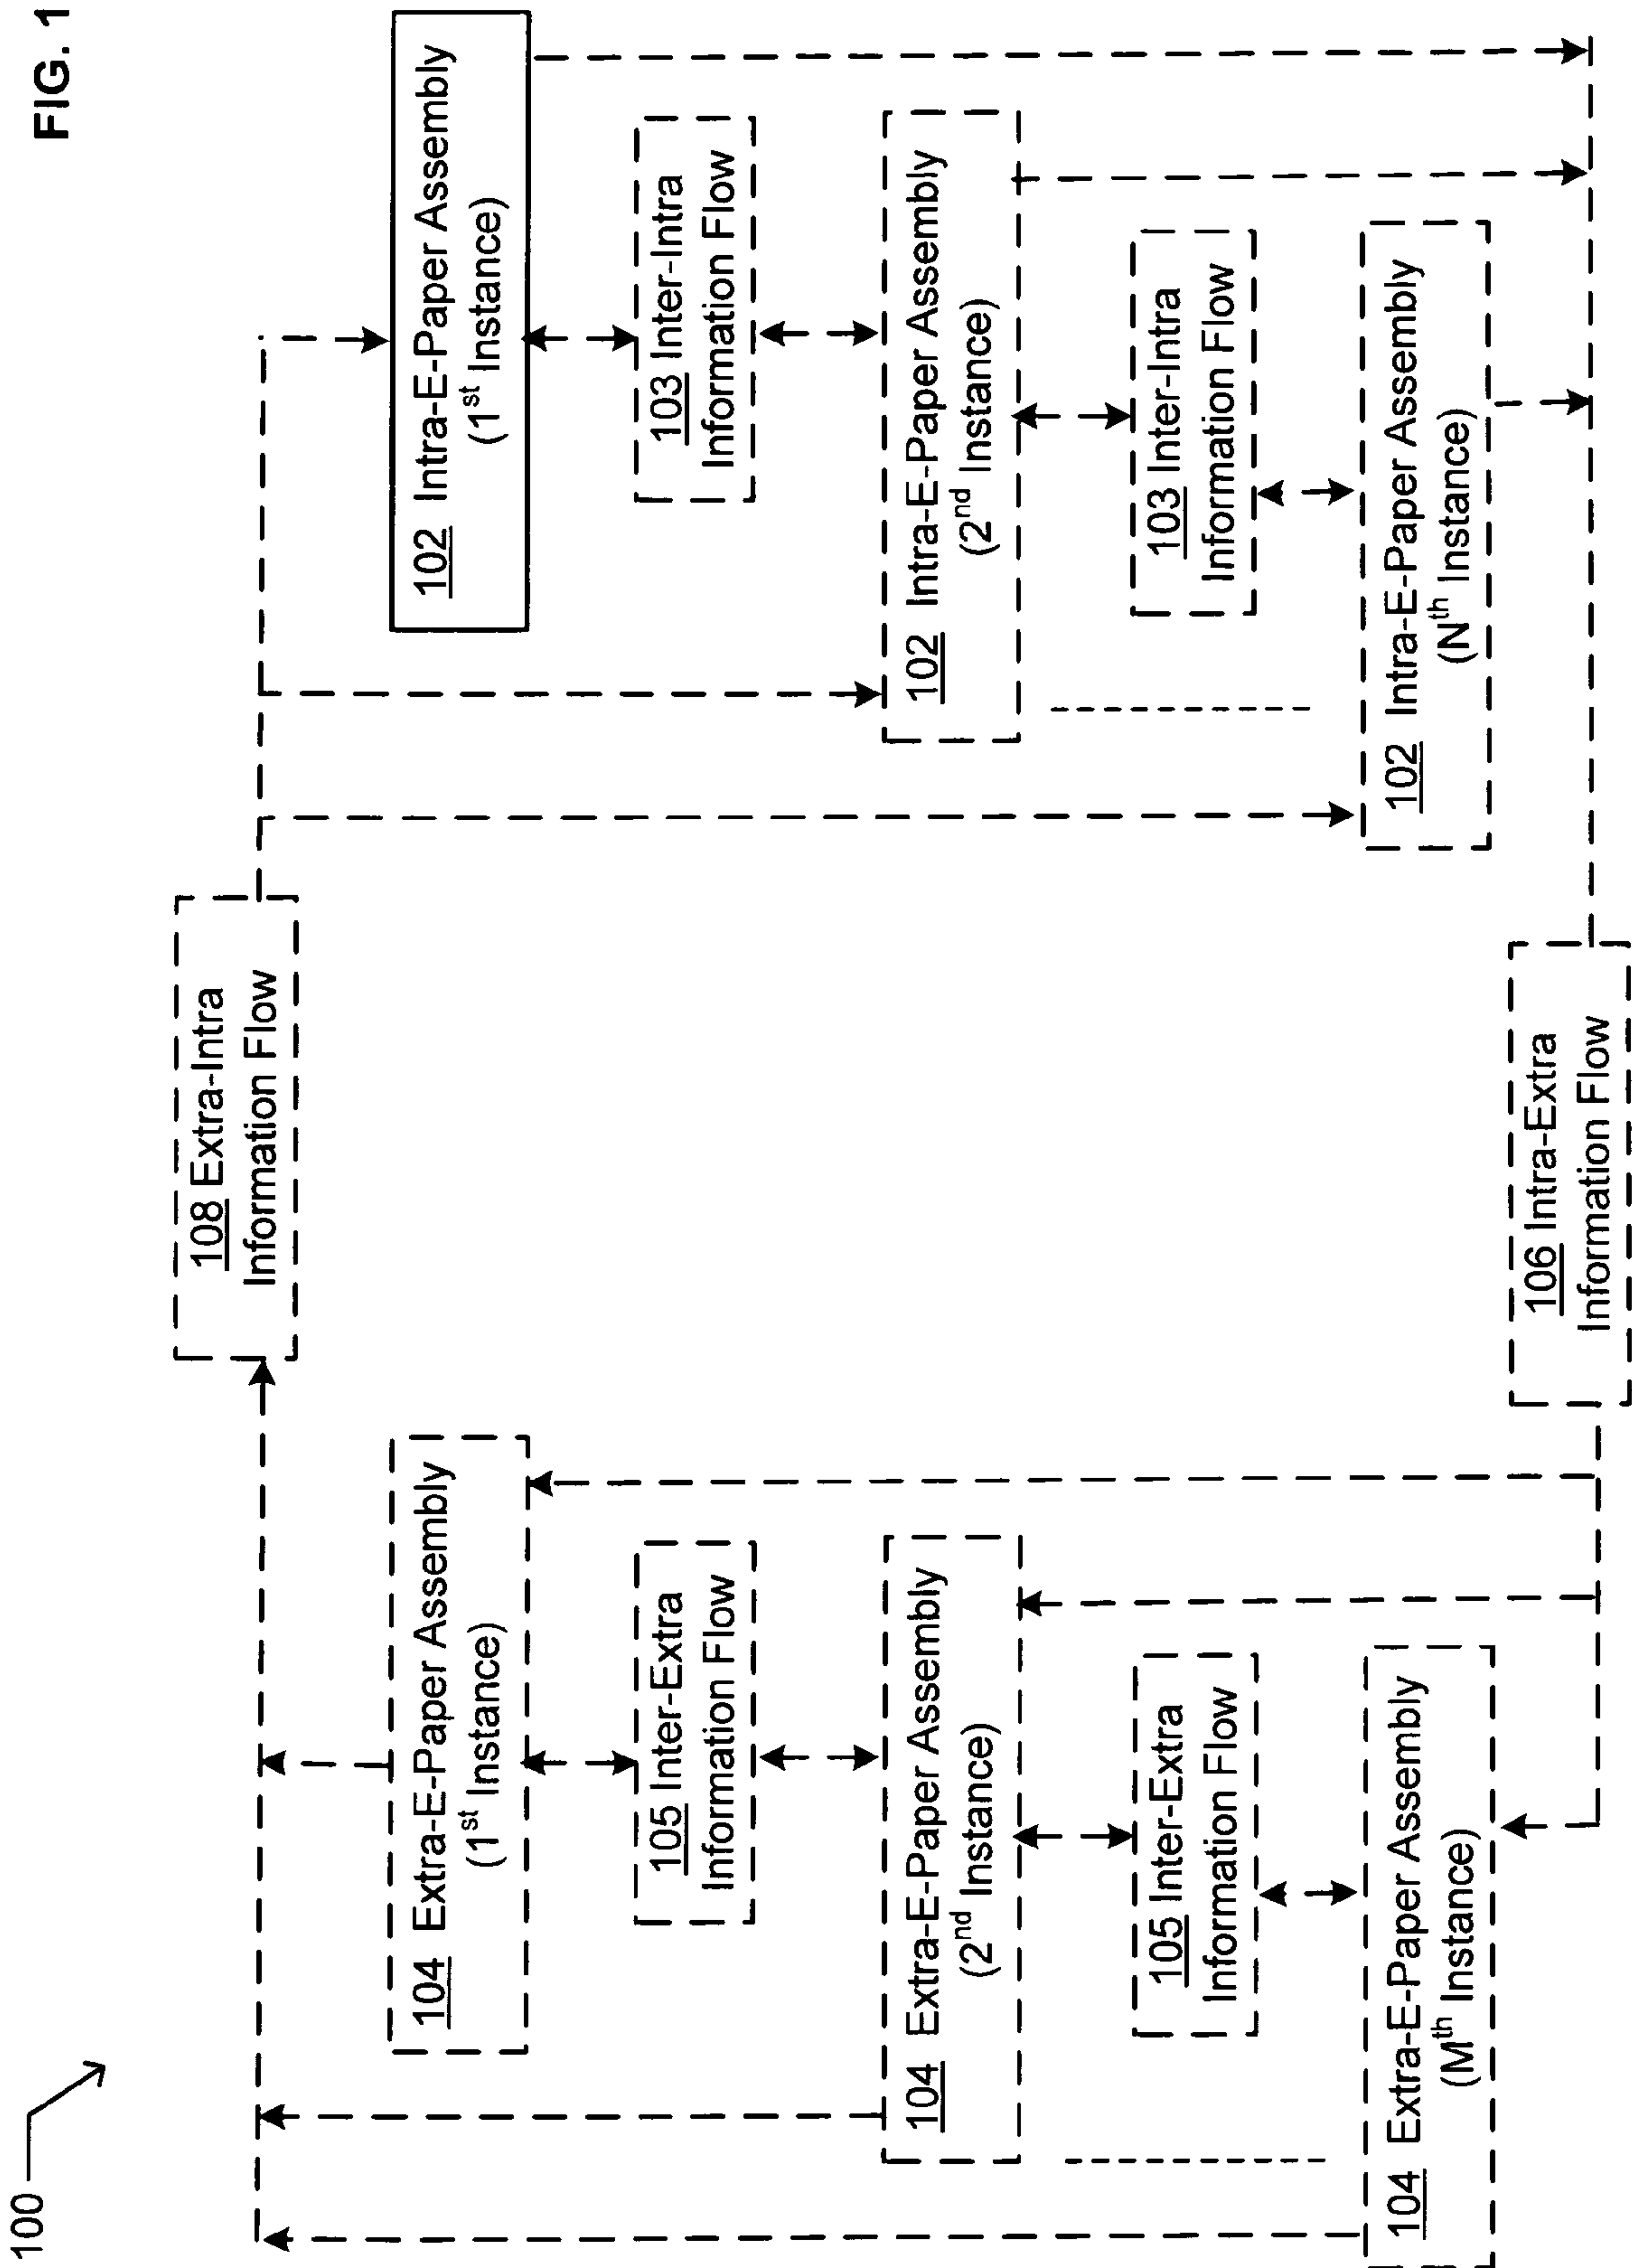 FIG. 1
100
108 Extra-Intra
Information Flow
104 Extra-E-Paper Assembly
(1st Instance)
102 Intra-E-Paper Assembly
(1st Instance)
105 Inter-Extra
Information Flow
103 Inter-Intra
Information Flow
104 Extra-E-Paper Assembly
(2nd Instance)
102 Intra-E-Paper Assembly
(2nd Instance)
105 Inter-Extra
Information Flow
103 Inter-Intra
Information Flow
104 Extra-E-Paper Assembly
(Mth Instance)
102 Intra-E-Paper Assembly
(Nth Instance)
106 Intra-Extra
Information Flow